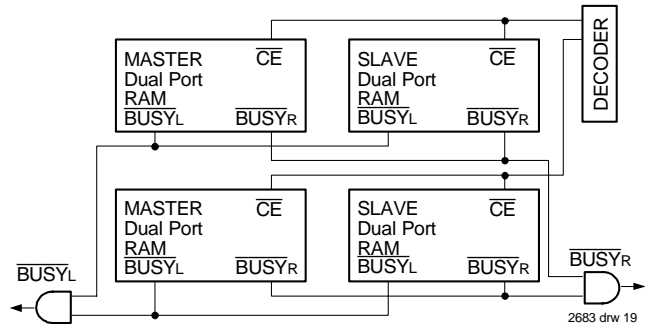 MASTER CE
Dual Port
RAM
BUSYL BUSYR
SLAVE CE
Dual Port
RAM
BUSYL BUSYR
DECODER
MASTER CE
Dual Port
RAM
BUSYL BUSYR
SLAVE CE
Dual Port
RAM
BUSYL BUSYR
BUSYL
BUSYR
2683 drw 19